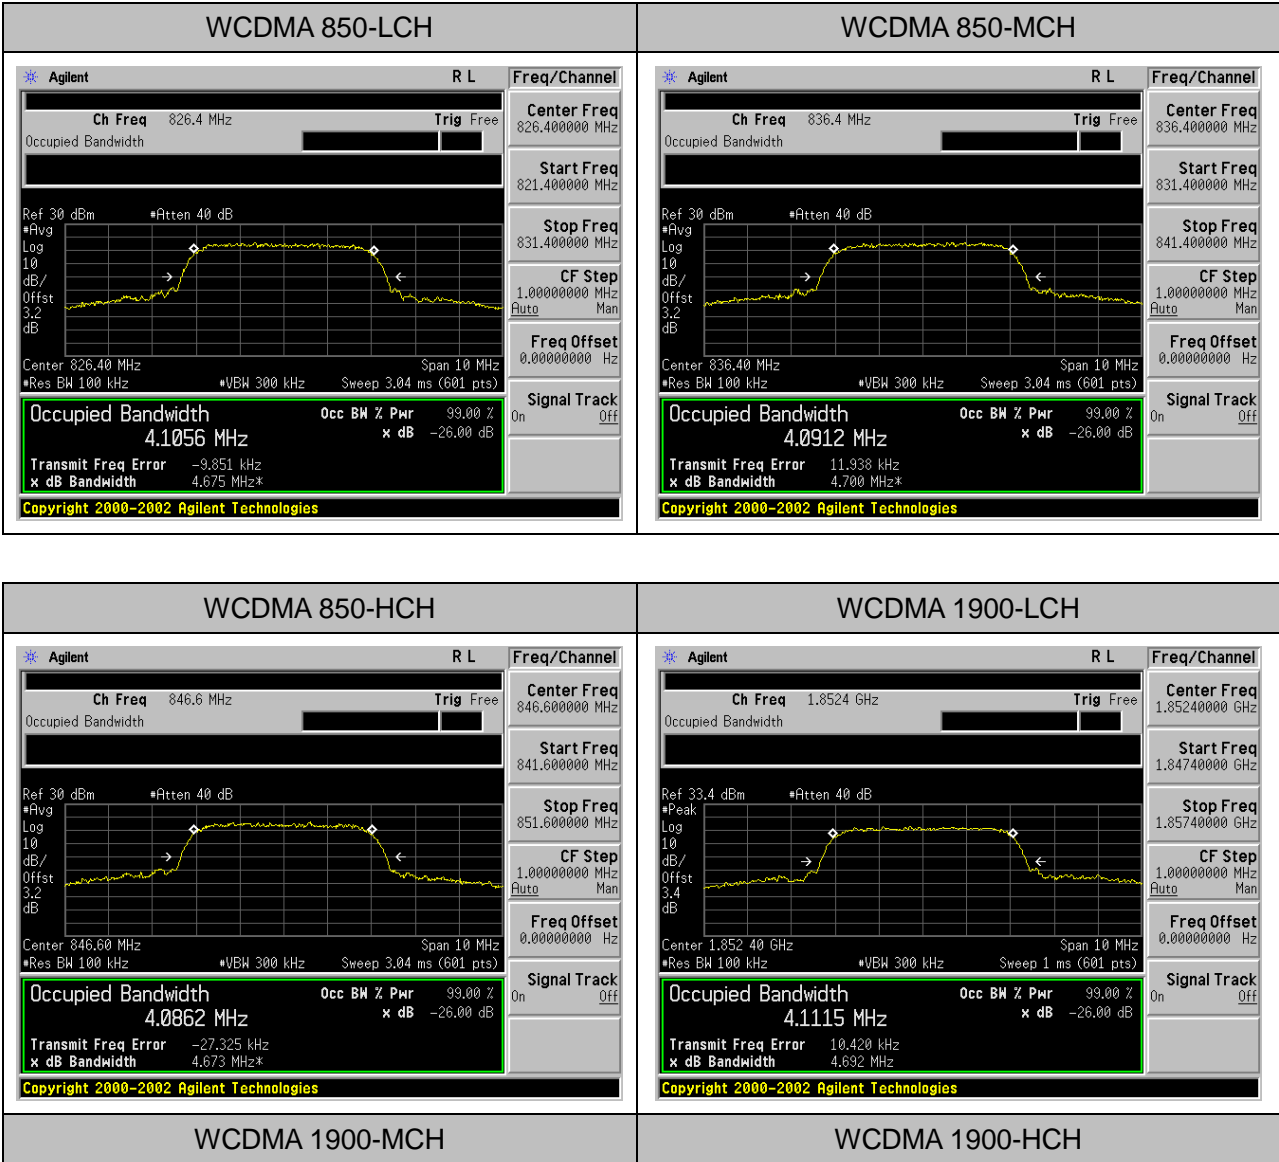 WCDMA 850-LCH
WCDMA 850-MCH
Agilent R L Freq/Channel
Ch Freq 826.4 MHz Trig Free
Occupied Bandwidth
Center Freq
826.400000 MHz
Start Freq
821.400000 MHz
Stop Freq
831.400000 MHz
CF Step
1.00000000 MHz
Auto Man
Freq Offset
0.00000000 Hz
Signal Track
On Off
Ref 30 dBm #Atten 40 dB
#Avg
Log
10
dB/
Offst
3.2
dB
Center 826.40 MHz Span 10 MHz
#Res BW 100 kHz #VBW 300 kHz Sweep 3.04 ms (601 pts)
Occupied Bandwidth Occ BW % Pwr 99.00 %
4.1056 MHz x dB -26.00 dB
Transmit Freq Error -9.851 kHz
x dB Bandwidth 4.675 MHz*
Copyright 2000-2002 Agilent Technologies
Agilent R L Freq/Channel
Ch Freq 836.4 MHz Trig Free
Occupied Bandwidth
Center Freq
836.400000 MHz
Start Freq
831.400000 MHz
Stop Freq
841.400000 MHz
CF Step
1.00000000 MHz
Auto Man
Freq Offset
0.00000000 Hz
Signal Track
On Off
Ref 30 dBm #Atten 40 dB
#Avg
Log
10
dB/
Offst
3.2
dB
Center 836.40 MHz Span 10 MHz
#Res BW 100 kHz #VBW 300 kHz Sweep 3.04 ms (601 pts)
Occupied Bandwidth Occ BW % Pwr 99.00 %
4.0912 MHz x dB -26.00 dB
Transmit Freq Error 11.938 kHz
x dB Bandwidth 4.700 MHz*
Copyright 2000-2002 Agilent Technologies
WCDMA 850-HCH
WCDMA 1900-LCH
Agilent R L Freq/Channel
Ch Freq 846.6 MHz Trig Free
Occupied Bandwidth
Center Freq
846.600000 MHz
Start Freq
841.600000 MHz
Stop Freq
851.600000 MHz
CF Step
1.00000000 MHz
Auto Man
Freq Offset
0.00000000 Hz
Signal Track
On Off
Ref 30 dBm #Atten 40 dB
#Avg
Log
10
dB/
Offst
3.2
dB
Center 846.60 MHz Span 10 MHz
#Res BW 100 kHz #VBW 300 kHz Sweep 3.04 ms (601 pts)
Occupied Bandwidth Occ BW % Pwr 99.00 %
4.0862 MHz x dB -26.00 dB
Transmit Freq Error -27.325 kHz
x dB Bandwidth 4.673 MHz*
Copyright 2000-2002 Agilent Technologies
Agilent R L Freq/Channel
Ch Freq 1.8524 GHz Trig Free
Occupied Bandwidth
Center Freq
1.85240000 GHz
Start Freq
1.84740000 GHz
Stop Freq
1.85740000 GHz
CF Step
1.00000000 MHz
Auto Man
Freq Offset
0.00000000 Hz
Signal Track
On Off
Ref 33.4 dBm #Atten 40 dB
#Peak
Log
10
dB/
Offst
3.4
dB
Center 1.852 40 GHz Span 10 MHz
#Res BW 100 kHz #VBW 300 kHz Sweep 1 ms (601 pts)
Occupied Bandwidth Occ BW % Pwr 99.00 %
4.1115 MHz x dB -26.00 dB
Transmit Freq Error 10.420 kHz
x dB Bandwidth 4.692 MHz
Copyright 2000-2002 Agilent Technologies
WCDMA 1900-MCH
WCDMA 1900-HCH